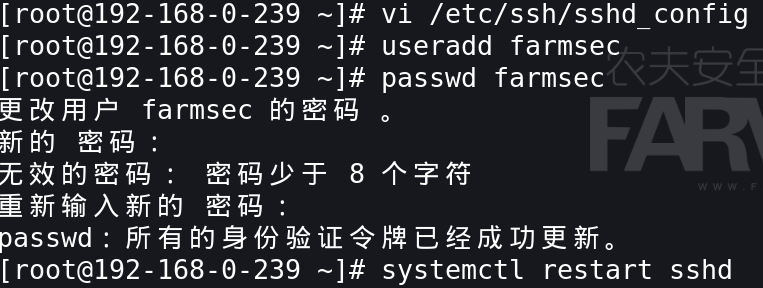 [root@192-168-0-239 ~]# vi /etc/ssh/sshd_config
[root@192-168-0-239 ~]# useradd farmsec
[root@192-168-0-239 ~]# passwd farmsec
更改用户 farmsec 的密码 。
新的 密码：
无效的密码： 密码少于 8 个字符
重新输入新的 密码：
passwd：所有的身份验证令牌已经成功更新。
[root@192-168-0-239 ~]# systemctl restart sshd
农夫安全
FARM
WWW.F